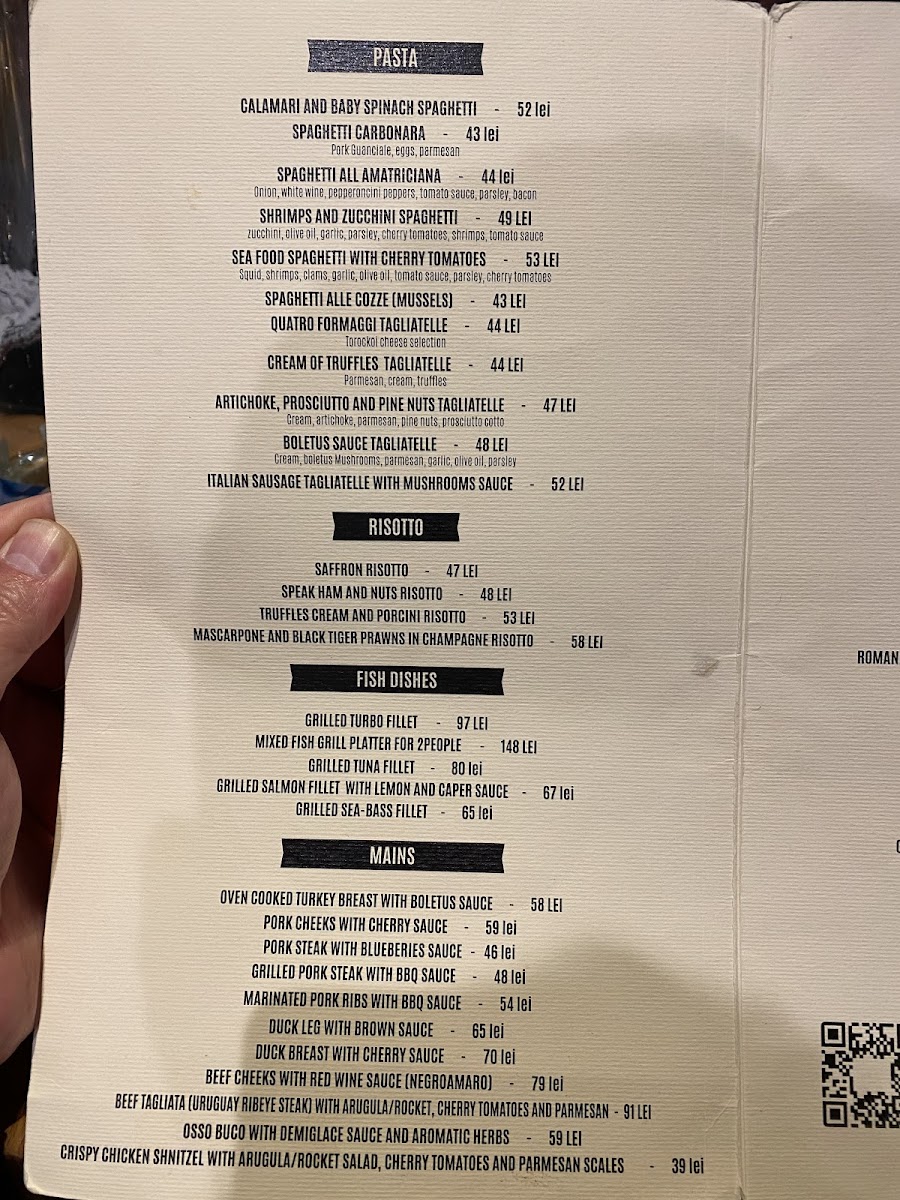 PASTA
CALAMARI AND BABY SPINACH SPAGHETTI - 52 lei
SPAGHETTI CARBONARA - 43 lei
Pork Guanciale, eggs, parmesan
SPAGHETTI ALL AMATRICIANA - 44 lei
Onion, white wine, pepperoncini peppers, tomato sauce, parsley, bacon
SHRIMPS AND ZUCCHINI SPAGHETTI - 49 LEI
zucchini, olive oil, garlic, parsley, cherry tomatoes, shrimps, tomato sauce
SEA FOOD SPAGHETTI WITH CHERRY TOMATOES - 53 LEI
Squid, shrimps, clams, garlic, olive oil, tomato sauce, parsley, cherry tomatoes
SPAGHETTI ALLE COZZE (MUSSELS) - 43 LEI
QUATRO FORMAGGI TAGLIATELLE - 44 LEI
Torockoi cheese selection
CREAM OF TRUFFLES TAGLIATELLE - 44 LEI
Parmesan, cream, truffles
ARTICHOKE, PROSCIUTTO AND PINE NUTS TAGLIATELLE - 47 LEI
Cream, artichoke, parmesan, pine nuts, prosciutto cotto
BOLETUS SAUCE TAGLIATELLE - 48 LEI
Cream, boletus Mushrooms, parmesan, garlic, olive oil, parsley
ITALIAN SAUSAGE TAGLIATELLE WITH MUSHROOMS SAUCE - 52 LEI
RISOTTO
SAFFRON RISOTTO - 47 LEI
SPEAK HAM AND NUTS RISOTTO - 48 LEI
TRUFFLES CREAM AND PORCINI RISOTTO - 53 LEI
MASCARPONE AND BLACK TIGER PRAWNS IN CHAMPAGNE RISOTTO - 58 LEI
FISH DISHES
GRILLED TURBO FILLET - 97 LEI
MIXED FISH GRILL PLATTER FOR 2PEOPLE - 148 LEI
GRILLED TUNA FILLET - 80 lei
GRILLED SALMON FILLET WITH LEMON AND CAPER SAUCE - 67 lei
GRILLED SEA-BASS FILLET - 65 lei
MAINS
OVEN COOKED TURKEY BREAST WITH BOLETUS SAUCE - 58 LEI
PORK CHEEKS WITH CHERRY SAUCE - 59 lei
PORK STEAK WITH BLUEBERIES SAUCE - 46 lei
GRILLED PORK STEAK WITH BBQ SAUCE - 48 lei
MARINATED PORK RIBS WITH BBQ SAUCE - 54 lei
DUCK LEG WITH BROWN SAUCE - 65 lei
DUCK BREAST WITH CHERRY SAUCE - 70 lei
BEEF CHEEKS WITH RED WINE SAUCE (NEGROAMARO) - 79 lei
BEEF TAGLIATA (URUGUAY RIBEYE STEAK) WITH ARUGULA/ROCKET, CHERRY TOMATOES AND PARMESAN - 91 LEI
OSSO BUCO WITH DEMIGLACE SAUCE AND AROMATIC HERBS - 59 LEI
CRISPY CHICKEN SHNITZEL WITH ARUGULA/ROCKET SALAD, CHERRY TOMATOES AND PARMESAN SCALES - 39 lei
ROMAN